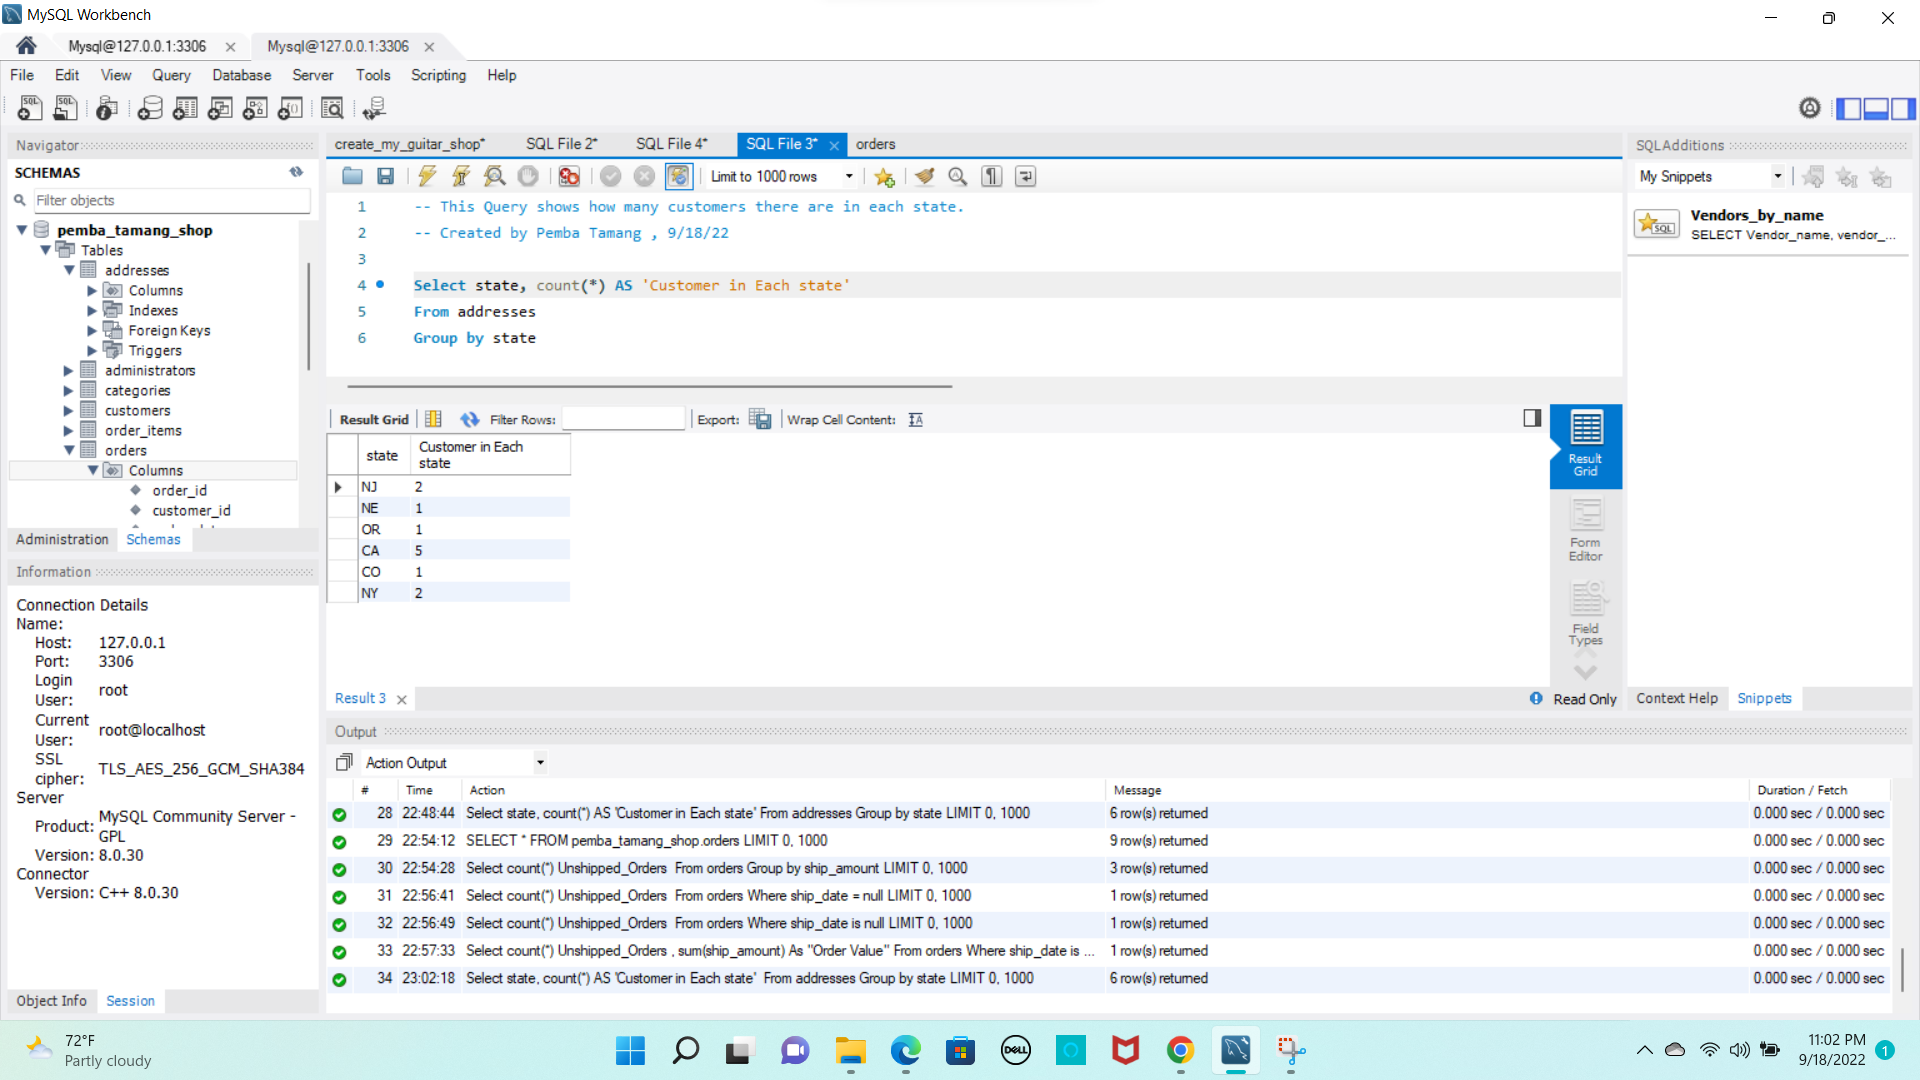 MySQL Workbench
Mysql@127.0.0.1:3306
Mysql@127.0.0.1:3306
File Edit View Query Database Server Tools Scripting Help
Navigator
SCHEMAS
Filter objects
pemba_tamang_shop
Tables
addresses
Columns
Indexes
Foreign Keys
Triggers
administrators
categories
customers
order_items
orders
Columns
order_id
customer_id
Administration Schemas
Information
Connection Details
Name:
Host: 127.0.0.1
Port: 3306
Login User: root
Current User: root@localhost
SSL cipher: TLS_AES_256_GCM_SHA384
Server
Product: MySQL Community Server - GPL
Version: 8.0.30
Connector
Version: C++ 8.0.30
Object Info Session
create_my_guitar_shop* SQL File 2* SQL File 4* SQL File 3* orders
Limit to 1000 rows
1 -- This Query shows how many customers there are in each state.
2 -- Created by Pemba Tamang , 9/18/22
3
4 Select state, count(*) AS 'Customer in Each state'
5 From addresses
6 Group by state
Result Grid Filter Rows: Export: Wrap Cell Content:
state Customer in Each state
NJ 2
NE 1
OR 1
CA 5
CO 1
NY 2
Result Grid
Form Editor
Field Types
Result 3
Read Only
SQLAdditions
My Snippets
SQL
Vendors_by_name
SELECT Vendor_name, vendor_...
Context Help Snippets
Output
Action Output
# Time Action Message Duration / Fetch
28 22:48:44 Select state, count(*) AS 'Customer in Each state' From addresses Group by state LIMIT 0, 1000 6 row(s) returned 0.000 sec / 0.000 sec
29 22:54:12 SELECT * FROM pemba_tamang_shop.orders LIMIT 0, 1000 9 row(s) returned 0.000 sec / 0.000 sec
30 22:54:28 Select count(*) Unshipped_Orders From orders Group by ship_amount LIMIT 0, 1000 3 row(s) returned 0.000 sec / 0.000 sec
31 22:56:41 Select count(*) Unshipped_Orders From orders Where ship_date = null LIMIT 0, 1000 1 row(s) returned 0.000 sec / 0.000 sec
32 22:56:49 Select count(*) Unshipped_Orders From orders Where ship_date is null LIMIT 0, 1000 1 row(s) returned 0.000 sec / 0.000 sec
33 22:57:33 Select count(*) Unshipped_Orders , sum(ship_amount) As "Order Value" From orders Where ship_date is ... 1 row(s) returned 0.000 sec / 0.000 sec
34 23:02:18 Select state, count(*) AS 'Customer in Each state' From addresses Group by state LIMIT 0, 1000 6 row(s) returned 0.000 sec / 0.000 sec
72°F
Partly cloudy
DELL
11:02 PM
9/18/2022
1